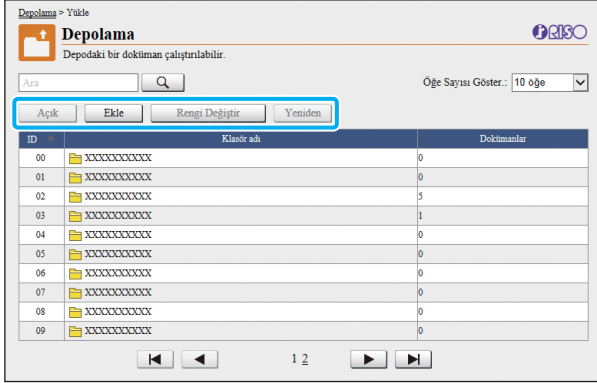 Depolama > Yükle
Depolama
RISO
Depodaki bir doküman çalıştırılabilir.
Ara
Öğe Sayısı Göster.: 10 öğe
Açık Ekle Rengi Değiştir Yeniden
ID Klasör adı Dokümanlar
00 XXXXXXXXXX 0
01 XXXXXXXXXX 0
02 XXXXXXXXXX 5
03 XXXXXXXXXX 1
04 XXXXXXXXXX 0
05 XXXXXXXXXX 0
06 XXXXXXXXXX 0
07 XXXXXXXXXX 0
08 XXXXXXXXXX 0
09 XXXXXXXXXX 0
1 2